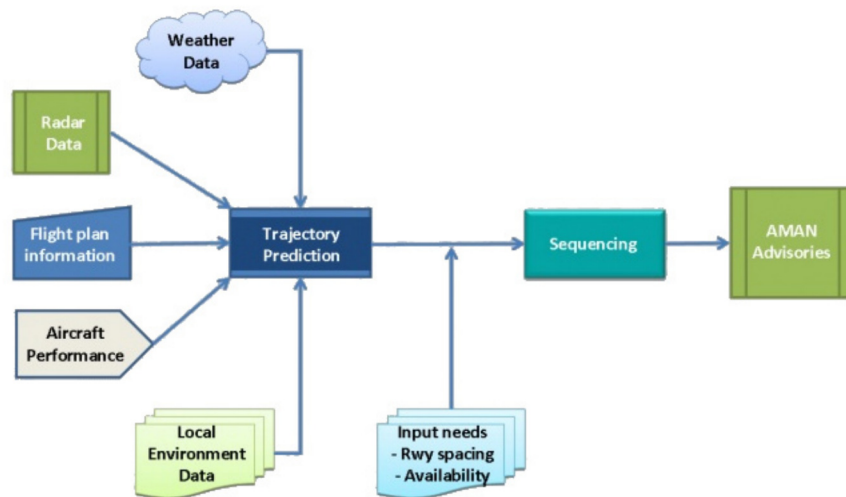 Weather
Data
Radar
Data
Flight plan
information
Trajectory
Prediction
Sequencing
AMAN
Advisories
Aircraft
Performance
Local
Environment
Data
Input needs
- Rwy spacing
- Availability